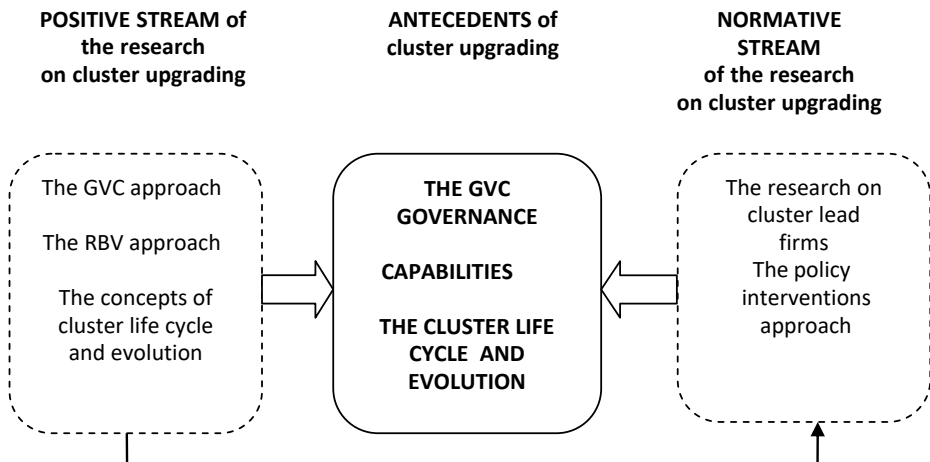 POSITIVE STREAM of
the research
on cluster upgrading
ANTECEDENTS of
cluster upgrading
NORMATIVE
STREAM
of the research
on cluster upgrading
The GVC approach
The RBV approach
The concepts of
cluster life cycle
and evolution
THE GVC
GOVERNANCE
CAPABILITIES
THE CLUSTER LIFE
CYCLE AND
EVOLUTION
The research on
cluster lead
firms
The policy
interventions
approach